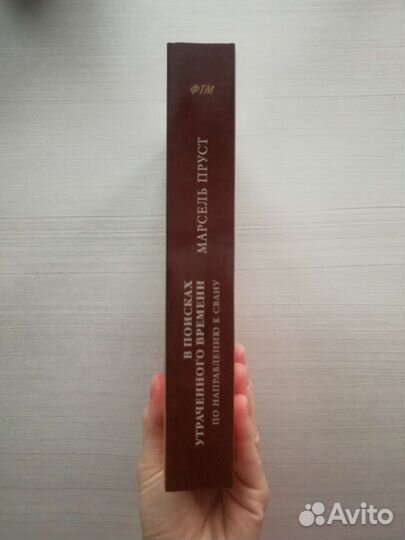 ФТМ
МАРСЕЛЬ ПРУСТ
В ПОИСКАХ
УТРАЧЕННОГО ВРЕМЕНИ
ПО НАПРАВЛЕНИЮ К СВАНУ
Avito